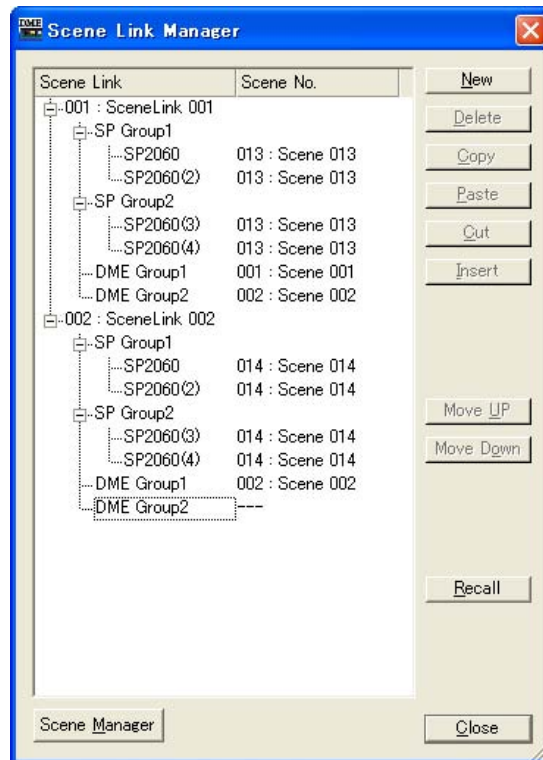 DME
Scene Link Manager
Scene Link Scene No.
001 : SceneLink 001
SP Group1
SP2060 013 : Scene 013
SP2060(2) 013 : Scene 013
SP Group2
SP2060(3) 013 : Scene 013
SP2060(4) 013 : Scene 013
DME Group1 001 : Scene 001
DME Group2 002 : Scene 002
002 : SceneLink 002
SP Group1
SP2060 014 : Scene 014
SP2060(2) 014 : Scene 014
SP Group2
SP2060(3) 014 : Scene 014
SP2060(4) 014 : Scene 014
DME Group1 002 : Scene 002
DME Group2 ---
New
Delete
Copy
Paste
Cut
Insert
Move UP
Move Down
Recall
Scene Manager
Close